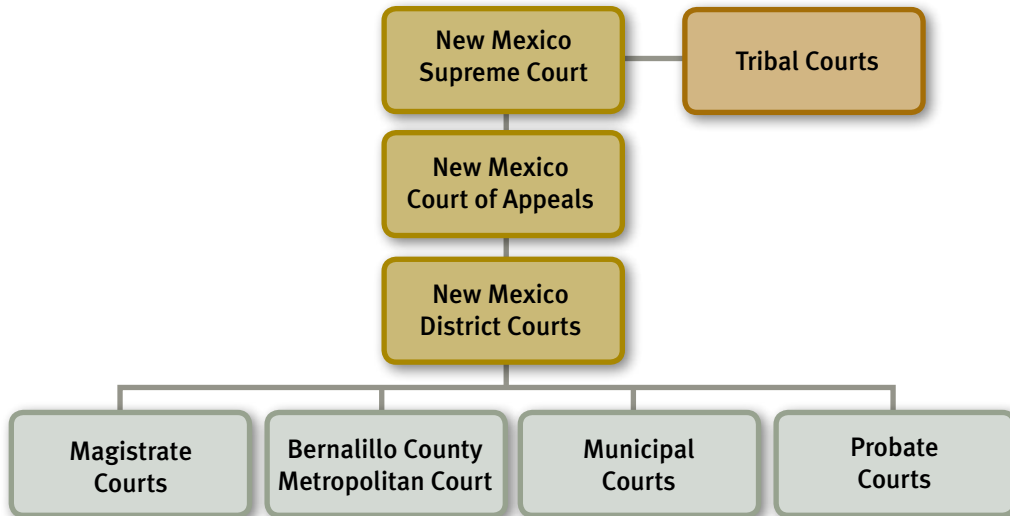 New Mexico
Supreme Court
Tribal Courts
New Mexico
Court of Appeals
New Mexico
District Courts
Magistrate
Courts
Bernalillo County
Metropolitan Court
Municipal
Courts
Probate
Courts